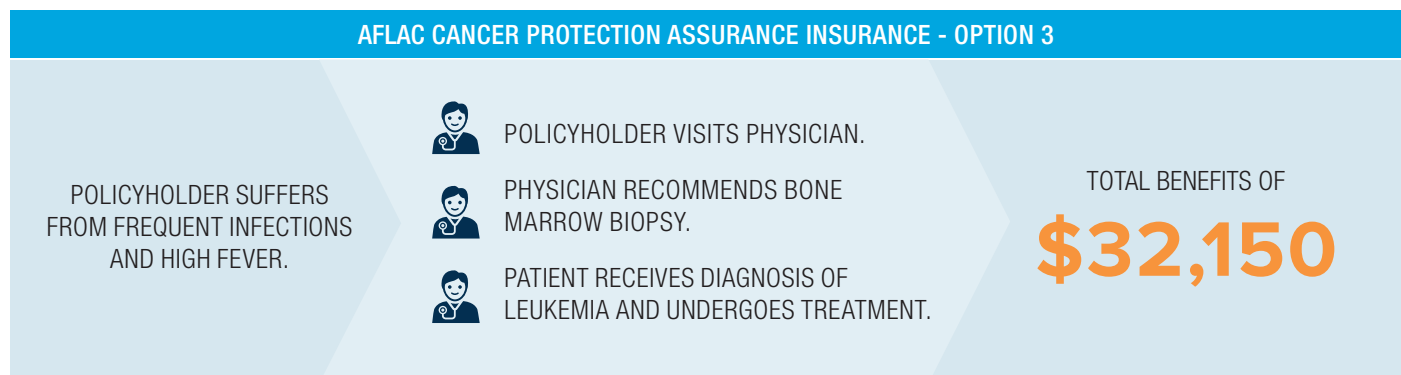 AFLAC CANCER PROTECTION ASSURANCE INSURANCE - OPTION 3
POLICYHOLDER SUFFERS
FROM FREQUENT INFECTIONS
AND HIGH FEVER.
POLICYHOLDER VISITS PHYSICIAN.
PHYSICIAN RECOMMENDS BONE
MARROW BIOPSY.
PATIENT RECEIVES DIAGNOSIS OF
LEUKEMIA AND UNDERGOES TREATMENT.
TOTAL BENEFITS OF
$32,150